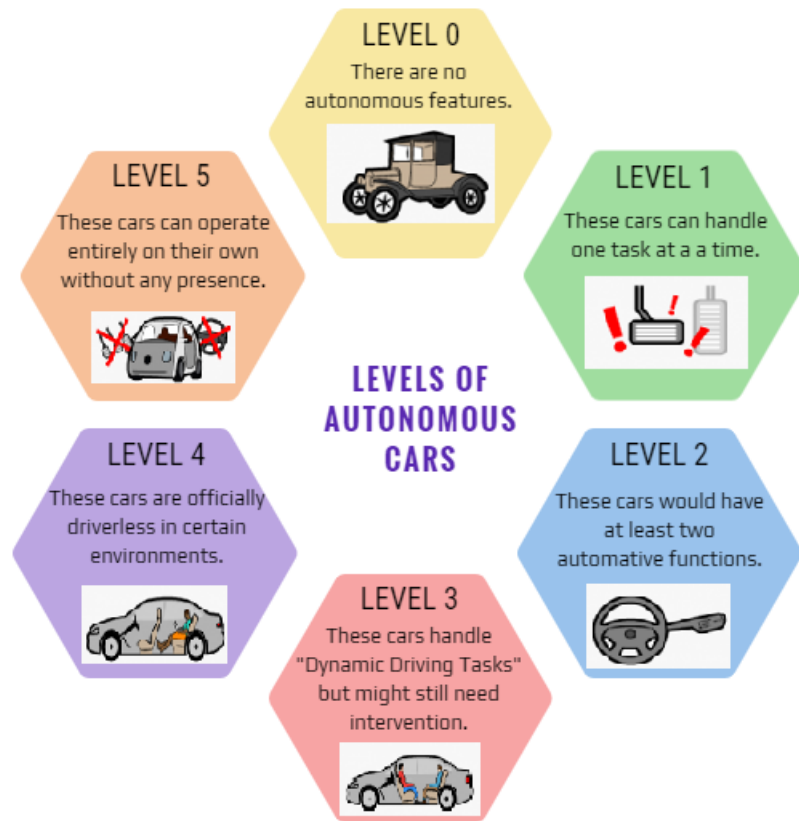 LEVELS OF
AUTONOMOUS
CARS
LEVEL 0
There are no
autonomous features.
LEVEL 1
These cars can handle
one task at a a time.
LEVEL 2
These cars would have
at least two
automative functions.
LEVEL 3
These cars handle
"Dynamic Driving Tasks"
but might still need
intervention.
LEVEL 4
These cars are officially
driverless in certain
environments.
LEVEL 5
These cars can operate
entirely on their own
without any presence.